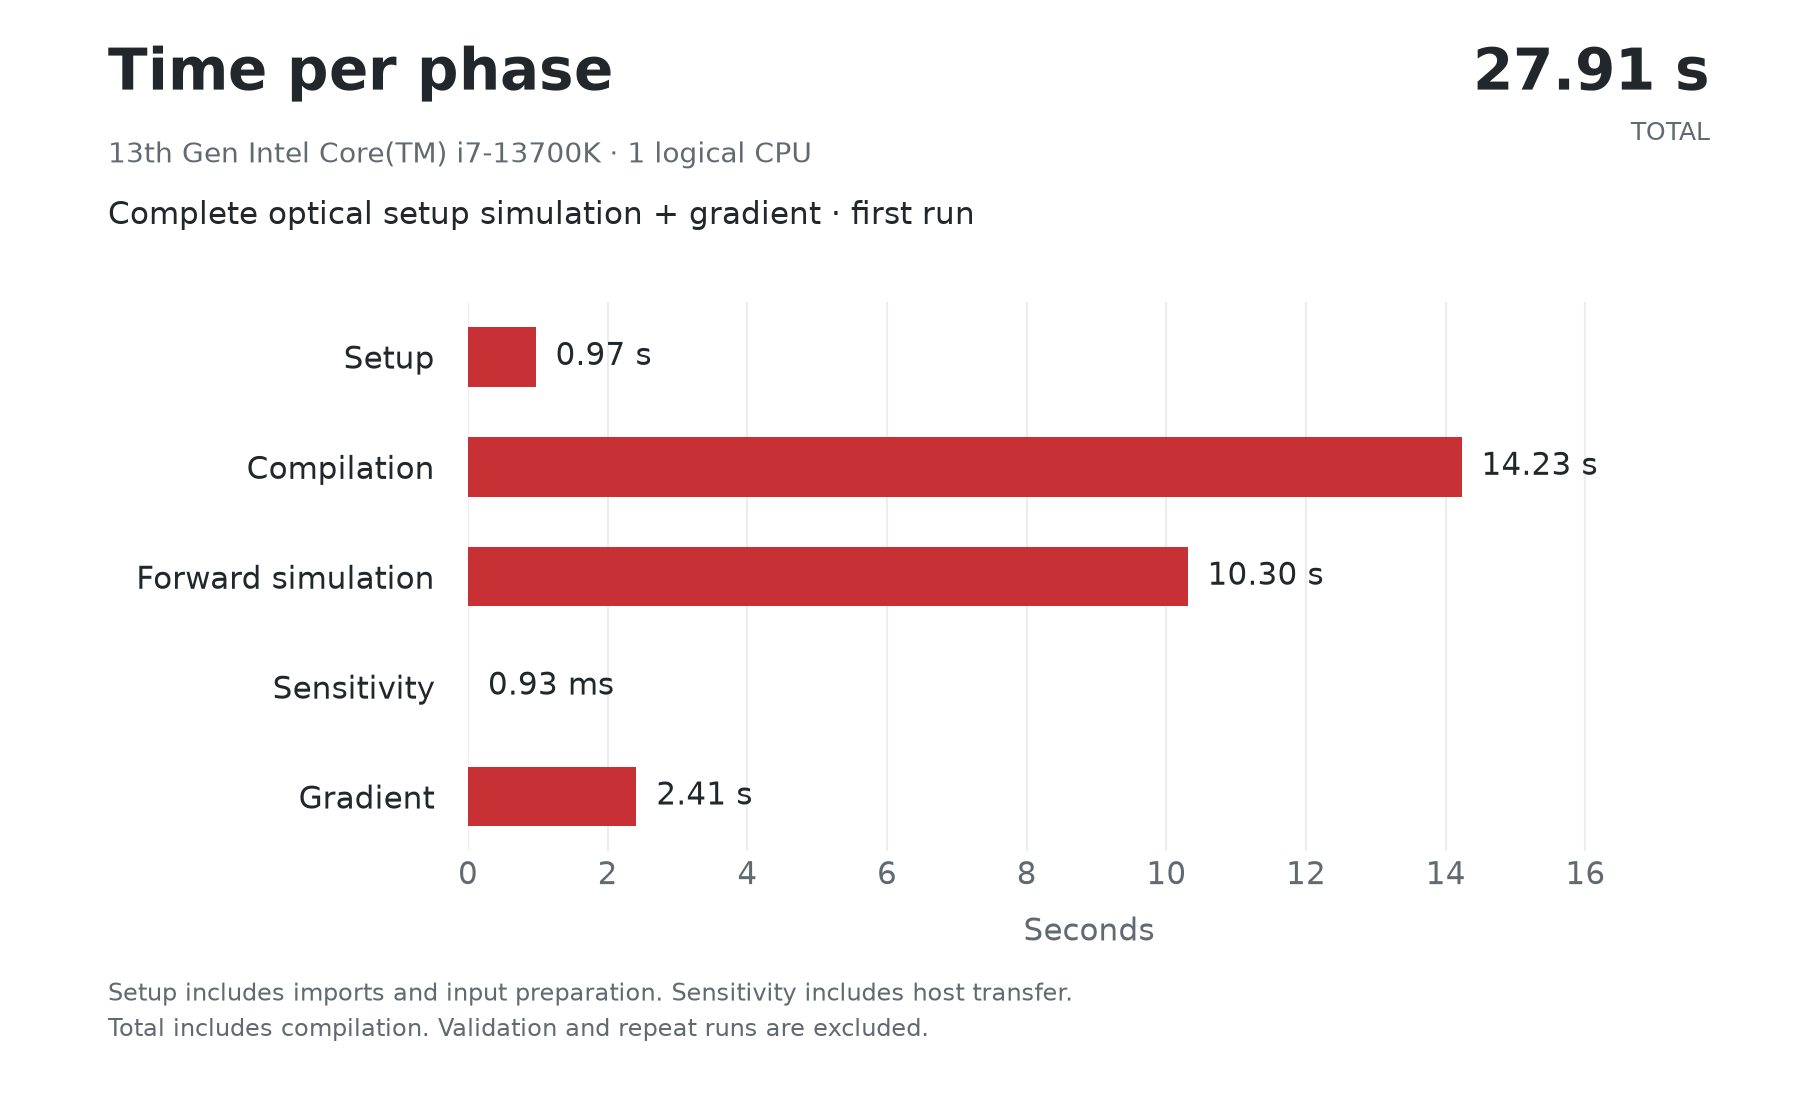 Time per phase
27.91 s
TOTAL
13th Gen Intel Core(TM) i7-13700K · 1 logical CPU
Complete optical setup simulation + gradient · first run
Setup 0.97 s
Compilation 14.23 s
Forward simulation 10.30 s
Sensitivity 0.93 ms
Gradient 2.41 s
0 2 4 6 8 10 12 14 16
Seconds
Setup includes imports and input preparation. Sensitivity includes host transfer.
Total includes compilation. Validation and repeat runs are excluded.